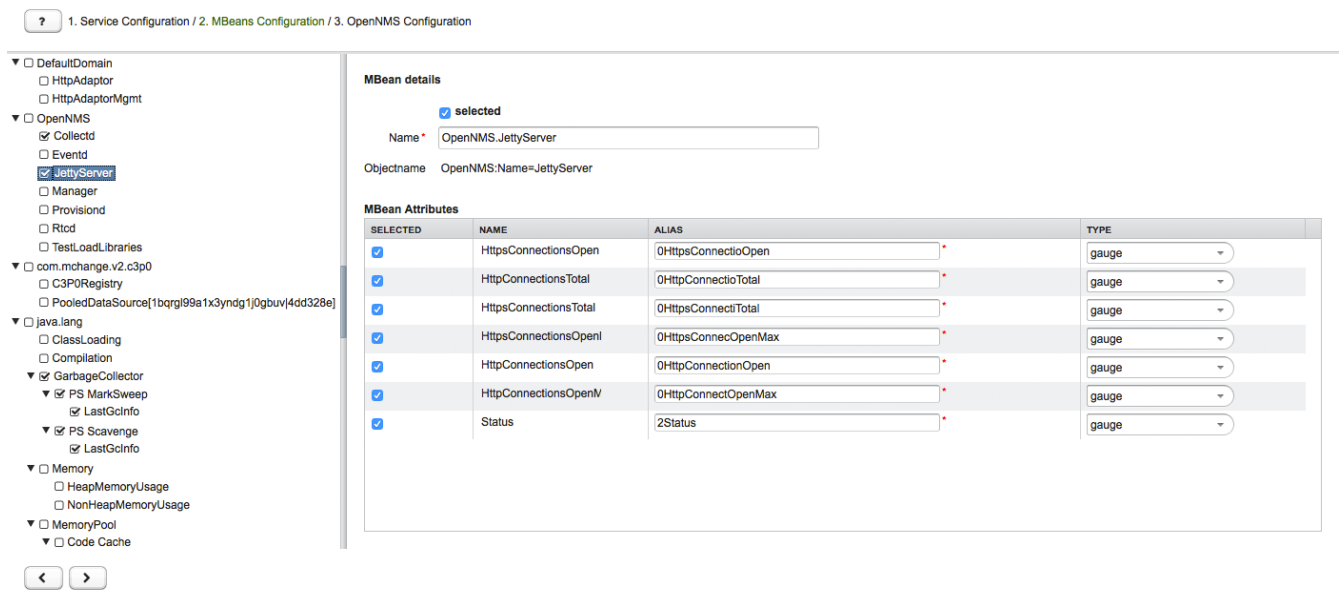 ? 1. Service Configuration / 2. MBeans Configuration / 3. OpenNMS Configuration
DefaultDomain
HttpAdaptor
HttpAdaptorMgmt
OpenNMS
Collectd
Eventd
JettyServer
Manager
Provisiond
Rtcd
TestLoadLibraries
com.mchange.v2.c3p0
C3P0Registry
PooledDataSource[1bqrgl99a1x3yndg1j0gbuv|4dd328e]
java.lang
ClassLoading
Compilation
GarbageCollector
PS MarkSweep
LastGcInfo
PS Scavenge
LastGcInfo
Memory
HeapMemoryUsage
NonHeapMemoryUsage
MemoryPool
Code Cache
MBean details
selected
Name * OpenNMS.JettyServer
Objectname OpenNMS:Name=JettyServer
MBean Attributes
SELECTED NAME ALIAS TYPE
HttpsConnectionsOpen 0HttpsConnectioOpen * gauge
HttpConnectionsTotal 0HttpConnectioTotal * gauge
HttpsConnectionsTotal 0HttpsConnectiTotal * gauge
HttpsConnectionsOpenI 0HttpsConnecOpenMax * gauge
HttpConnectionsOpen 0HttpConnectionOpen * gauge
HttpConnectionsOpenM 0HttpConnectOpenMax * gauge
Status 2Status * gauge